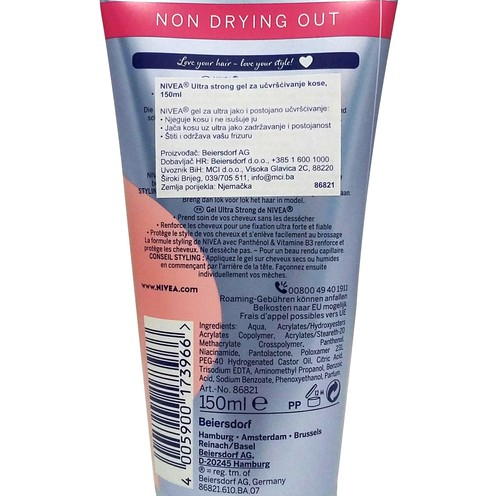 NON DRYING OUT
Love your hair – love your style!
NIVEA® Ultra strong gel za učvršćivanje kose,
150ml
NIVEA® gel za ultra jako i postojano učvršćivanje:
• Njeguje kosu i ne isušuje ju
• Jača kosu uz ultra jako zadržavanje i postojanost
• Štiti i održava vašu frizuru
Proizvođač: Beiersdorf AG
Dobavljač HR: Beiersdorf d.o.o., +385 1 600 1000
Uvoznik BiH: MCI d.o.o., Visoka Glavica 2C, 88220
Široki Brijeg, 039/705 511, info@mci.ba
Zemlja porijekla: Njemačka 86821
STYLING
Breng dan lok voor lok het haar in model.
Gel Ultra Strong de NIVEA®
• Prend soin de vos cheveux sans les dessécher
• Renforce les cheveux pour une fixation ultra forte et fiable
• Protège le style de vos cheveux et s'enlève facilement au brossage
La formule styling de NIVEA avec Panthénol & Vitamine B3 renforce et
protège les cheveux. Ne dessèche pas. – Pour un beau rendu capillaire.
CONSEIL STYLING: Appliquez le gel sur cheveux secs ou humides
en commençant par l'arrière de la tête. Façonnez ensuite
individuellement vos cheveux.
www.NIVEA.com
00800 49 40 1911
Roaming-Gebühren können anfallen
Belkosten naar EU mogelijk
Frais d'appel possibles vers UE
Ingredients: Aqua, Acrylates/Hydroxyesters
Acrylates Copolymer, Acrylates/Steareth-20
Methacrylate Crosspolymer, Panthenol,
Niacinamide, Pantolactone, Poloxamer 231,
PEG-40 Hydrogenated Castor Oil, Citric Acid,
Trisodium EDTA, Aminomethyl Propanol, Benzoic
Acid, Sodium Benzoate, Phenoxyethanol, Parfum
Art.-No. 86821
150ml e PP 12 M
4 005900 173966
Beiersdorf
Hamburg • Amsterdam • Brussels
Reinach/Basel
Beiersdorf AG,
D-20245 Hamburg
® = reg. tm. of
Beiersdorf AG, Germany
86821.610.BA.07